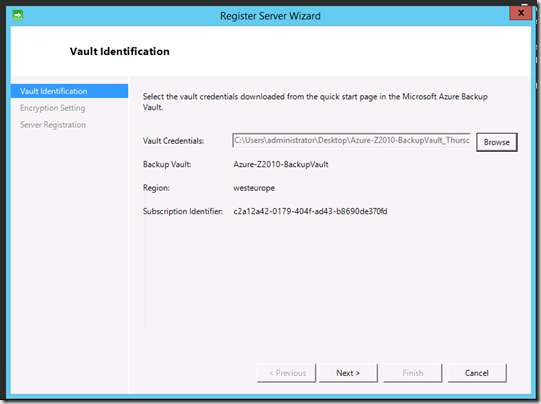 Register Server Wizard
x
Vault Identification
Vault Identification
Encryption Setting
Server Registration
Select the vault credentials downloaded from the quick start page in the Microsoft Azure Backup
Vault.
Vault Credentials: C:\Users\administrator\Desktop\Azure-Z2010-BackupVault_Thursc Browse
Backup Vault: Azure-Z2010-BackupVault
Region: westeurope
Subscription Identifier: c2a12a42-0179-404f-ad43-b8690de370fd
< Previous Next > Finish Cancel